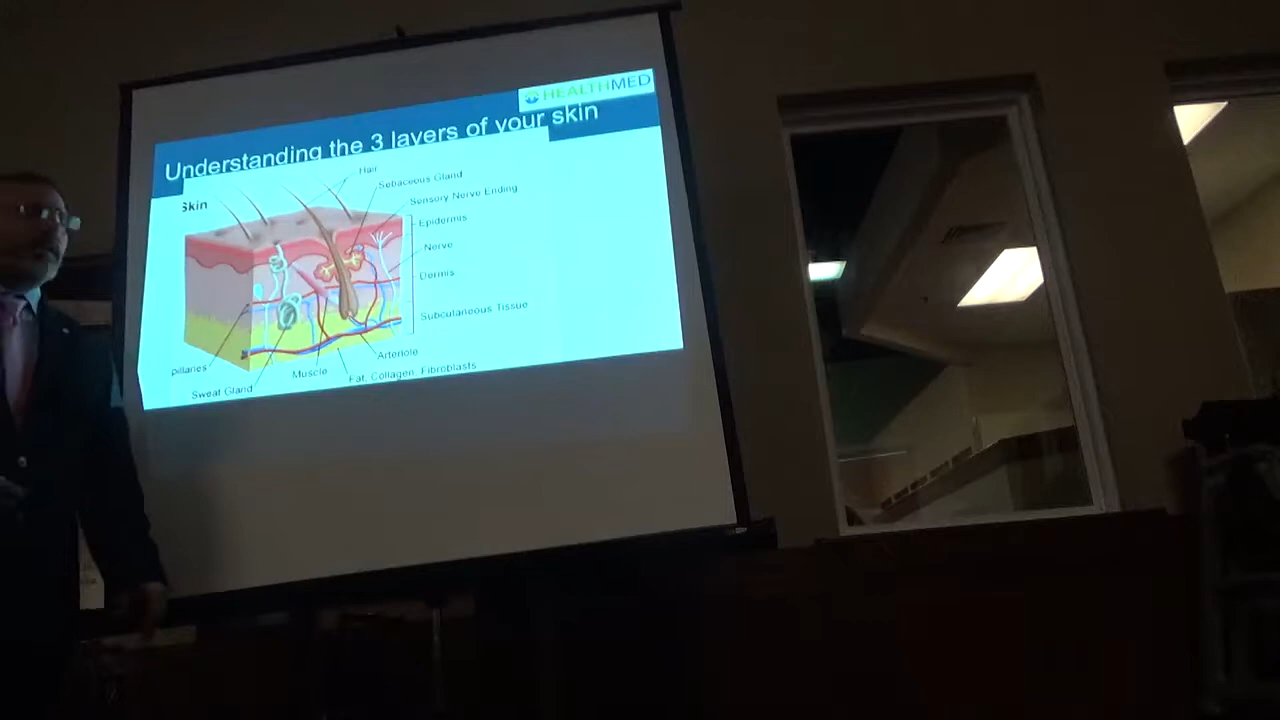 HEALTHMED
Understanding the 3 layers of your skin
Skin
Hair
Sebaceous Gland
Sensory Nerve Ending
Epidermis
Nerve
Dermis
Subcutaneous Tissue
Arteriole
Fat, Collagen, Fibroblasts
Muscle
Sweat Gland
pillaries